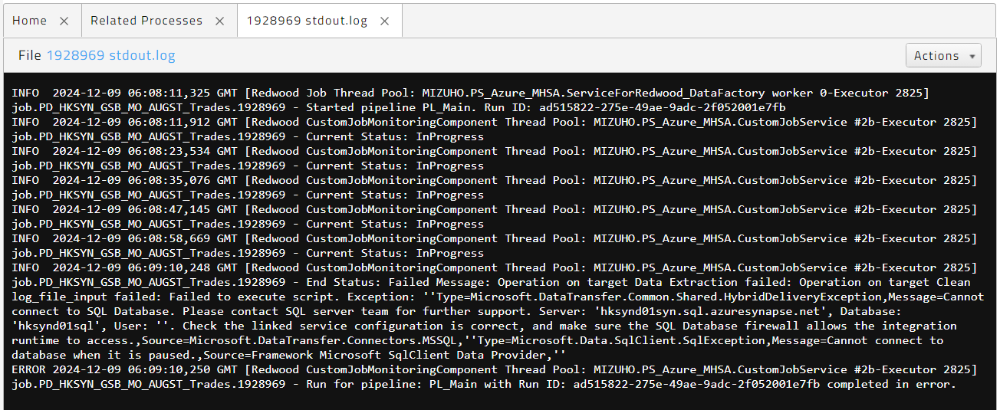 Home ×
Related Processes ×
1928969 stdout.log ×
File 1928969 stdout.log
Actions
INFO  2024-12-09 06:08:11,325 GMT [Redwood Job Thread Pool: MIZUHO.PS_Azure_MHSA.ServiceForRedwood_DataFactory worker 0-Executor 2825]
job.PD_HKSYN_GSB_MO_AUGST_Trades.1928969 - Started pipeline PL_Main. Run ID: ad515822-275e-49ae-9adc-2f052001e7fb
INFO  2024-12-09 06:08:11,912 GMT [Redwood CustomJobMonitoringComponent Thread Pool: MIZUHO.PS_Azure_MHSA.CustomJobService #2b-Executor 2825]
job.PD_HKSYN_GSB_MO_AUGST_Trades.1928969 - Current Status: InProgress
INFO  2024-12-09 06:08:23,534 GMT [Redwood CustomJobMonitoringComponent Thread Pool: MIZUHO.PS_Azure_MHSA.CustomJobService #2b-Executor 2825]
job.PD_HKSYN_GSB_MO_AUGST_Trades.1928969 - Current Status: InProgress
INFO  2024-12-09 06:08:35,076 GMT [Redwood CustomJobMonitoringComponent Thread Pool: MIZUHO.PS_Azure_MHSA.CustomJobService #2b-Executor 2825]
job.PD_HKSYN_GSB_MO_AUGST_Trades.1928969 - Current Status: InProgress
INFO  2024-12-09 06:08:47,145 GMT [Redwood CustomJobMonitoringComponent Thread Pool: MIZUHO.PS_Azure_MHSA.CustomJobService #2b-Executor 2825]
job.PD_HKSYN_GSB_MO_AUGST_Trades.1928969 - Current Status: InProgress
INFO  2024-12-09 06:08:58,669 GMT [Redwood CustomJobMonitoringComponent Thread Pool: MIZUHO.PS_Azure_MHSA.CustomJobService #2b-Executor 2825]
job.PD_HKSYN_GSB_MO_AUGST_Trades.1928969 - Current Status: InProgress
INFO  2024-12-09 06:09:10,248 GMT [Redwood CustomJobMonitoringComponent Thread Pool: MIZUHO.PS_Azure_MHSA.CustomJobService #2b-Executor 2825]
job.PD_HKSYN_GSB_MO_AUGST_Trades.1928969 - End Status: Failed Message: Operation on target Data Extraction failed: Operation on target Clean
log_file_input failed: Failed to execute script. Exception: ''Type=Microsoft.DataTransfer.Common.Shared.HybridDeliveryException,Message=Cannot
connect to SQL Database. Please contact SQL server team for further support. Server: 'hksynd01syn.sql.azuresynapse.net', Database:
'hksynd01sql', User: ''. Check the linked service configuration is correct, and make sure the SQL Database firewall allows the integration
runtime to access.,Source=Microsoft.DataTransfer.Connectors.MSSQL,''Type=Microsoft.Data.SqlClient.SqlException,Message=Cannot connect to
database when it is paused.,Source=Framework Microsoft SqlClient Data Provider,''
ERROR 2024-12-09 06:09:10,250 GMT [Redwood CustomJobMonitoringComponent Thread Pool: MIZUHO.PS_Azure_MHSA.CustomJobService #2b-Executor 2825]
job.PD_HKSYN_GSB_MO_AUGST_Trades.1928969 - Run for pipeline: PL_Main with Run ID: ad515822-275e-49ae-9adc-2f052001e7fb completed in error.